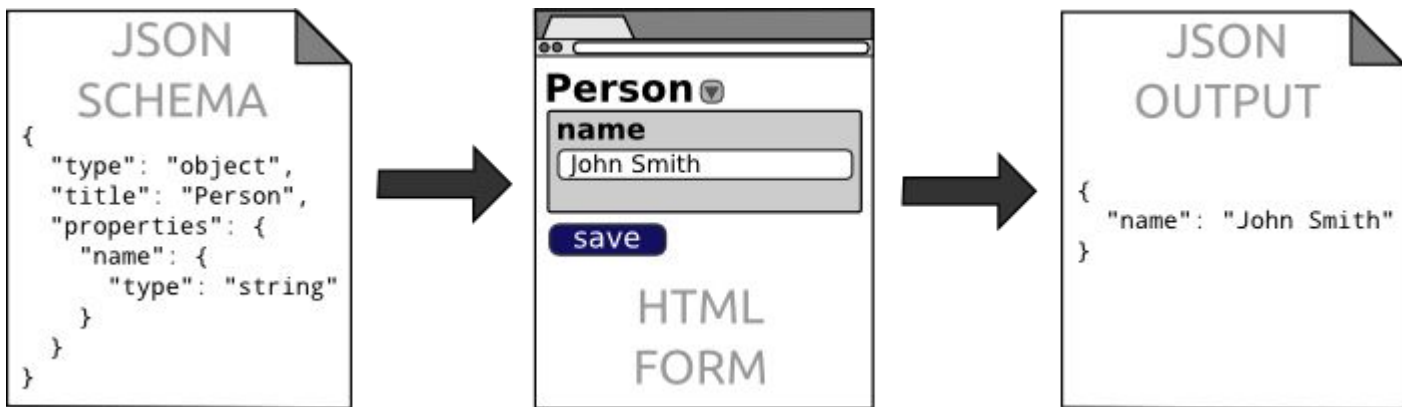 JSON
SCHEMA
{
  "type": "object",
  "title": "Person",
  "properties": {
    "name": {
      "type": "string"
    }
  }
}
Person
name
John Smith
save
HTML
FORM
JSON
OUTPUT
{
  "name": "John Smith"
}